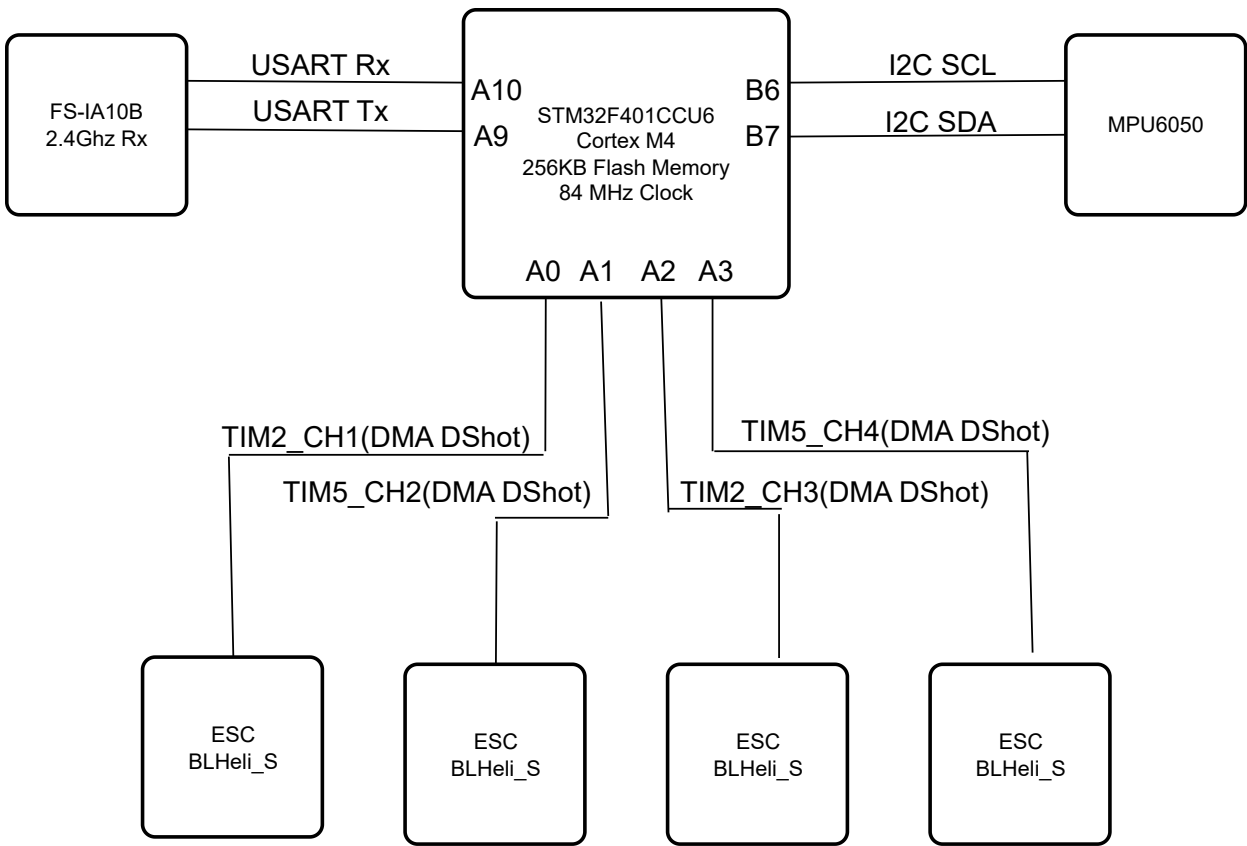 USART Rx
USART Tx
FS-IA10B
2.4Ghz Rx
A10
A9
STM32F401CCU6
Cortex M4
256KB Flash Memory
84 MHz Clock
B6
B7
I2C SCL
I2C SDA
MPU6050
A0 A1 A2 A3
TIM2_CH1(DMA DShot)
TIM5_CH4(DMA DShot)
TIM5_CH2(DMA DShot)
TIM2_CH3(DMA DShot)
ESC
BLHeli_S
ESC
BLHeli_S
ESC
BLHeli_S
ESC
BLHeli_S